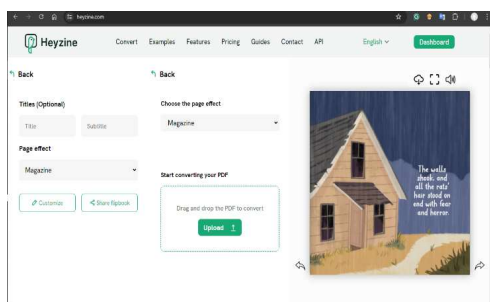 heyzine.com
Heyzine
Convert
Examples
Features
Pricing
Guides
Contact
API
English
Dashboard
Back
Titles (Optional)
Title
Subtitle
Page effect
Magazine
Customize
Share flipbook
Back
Choose the page effect
Magazine
Start converting your PDF
Drag and drop the PDF to convert
Upload
The walls
shook, and
all the rats'
hair stood on
end with fear
and horror.